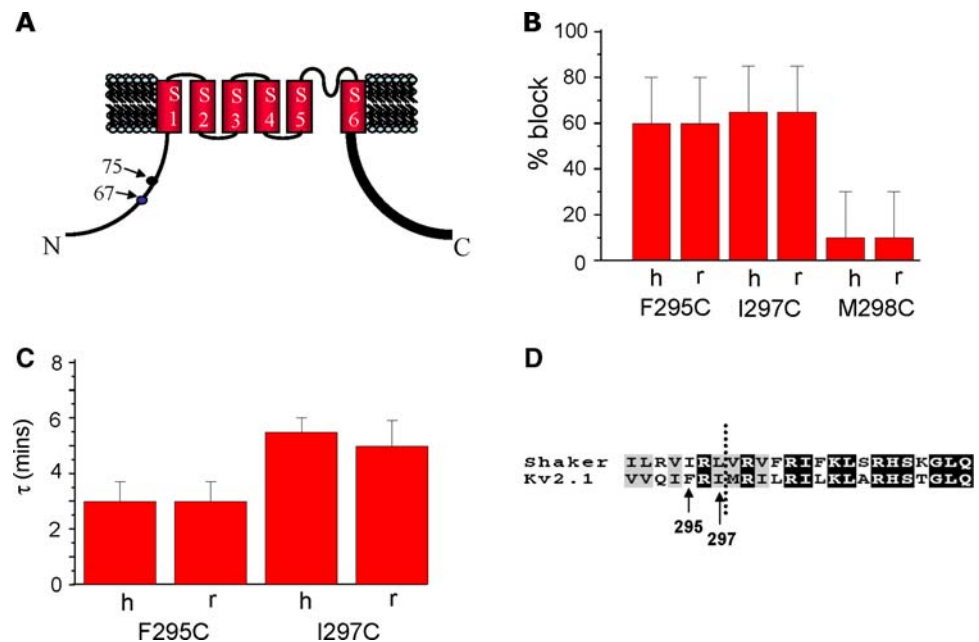 A
S 1 S 2 S 3 S 4 S 5 S 6
75
67
N
C
B
% block
100
80
60
40
20
0
h r h r h r
F295C I297C M298C
C
τ (mins)
8
6
4
2
0
h r h r
F295C I297C
D
Shaker ILRVIRLVRVFRIFKLSRHSKGLQ
Kv2.1 VVQIFRIMRILRILKLARHSTGLQ
295
297